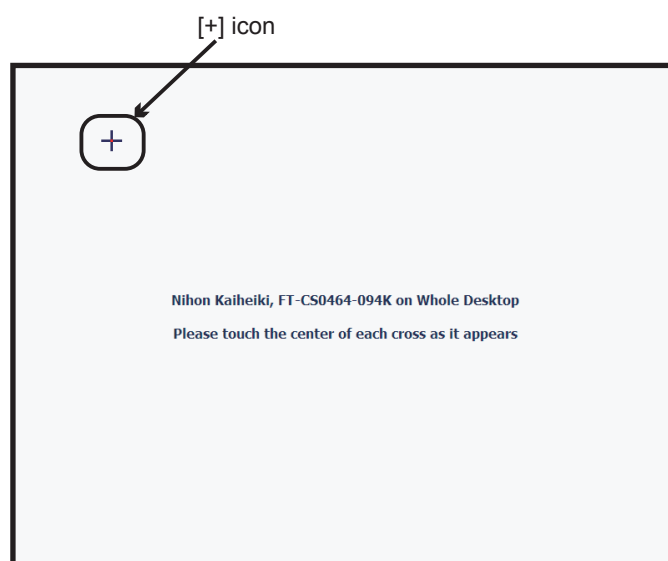 [+] icon
Nihon Kaiheiki, FT-CS0464-094K on Whole Desktop
Please touch the center of each cross as it appears